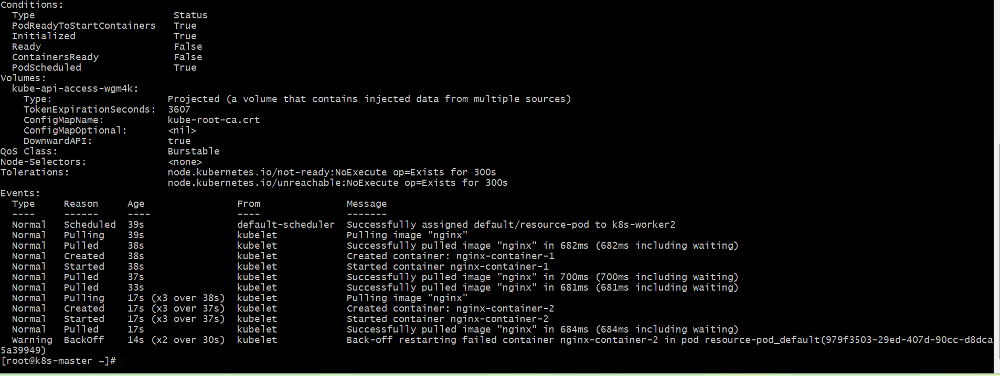 Conditions:
  Type                        Status
  PodReadyToStartContainers   True
  Initialized                 True
  Ready                       False
  ContainersReady             False
  PodScheduled                True
Volumes:
  kube-api-access-wgm4k:
    Type:                    Projected (a volume that contains injected data from multiple sources)
    TokenExpirationSeconds:  3607
    ConfigMapName:           kube-root-ca.crt
    ConfigMapOptional:       <nil>
    DownwardAPI:             true
QoS Class:                   Burstable
Node-Selectors:              <none>
Tolerations:                 node.kubernetes.io/not-ready:NoExecute op=Exists for 300s
                             node.kubernetes.io/unreachable:NoExecute op=Exists for 300s
Events:
  Type     Reason     Age                From               Message
  ----     ------     ----               ----               -------
  Normal   Scheduled  39s                default-scheduler  Successfully assigned default/resource-pod to k8s-worker2
  Normal   Pulling    39s                kubelet            Pulling image "nginx"
  Normal   Pulled     38s                kubelet            Successfully pulled image "nginx" in 682ms (682ms including waiting)
  Normal   Created    38s                kubelet            Created container: nginx-container-1
  Normal   Started    38s                kubelet            Started container nginx-container-1
  Normal   Pulled     37s                kubelet            Successfully pulled image "nginx" in 700ms (700ms including waiting)
  Normal   Pulled     33s                kubelet            Successfully pulled image "nginx" in 681ms (681ms including waiting)
  Normal   Pulling    17s (x3 over 38s)  kubelet            Pulling image "nginx"
  Normal   Created    17s (x3 over 37s)  kubelet            Created container: nginx-container-2
  Normal   Started    17s (x3 over 37s)  kubelet            Started container nginx-container-2
  Normal   Pulled     17s                kubelet            Successfully pulled image "nginx" in 684ms (684ms including waiting)
  Warning  BackOff    14s (x2 over 30s)  kubelet            Back-off restarting failed container nginx-container-2 in pod resource-pod_default(979f3503-29ed-407d-90cc-d8dca
5a39949)
[root@k8s-master ~]#